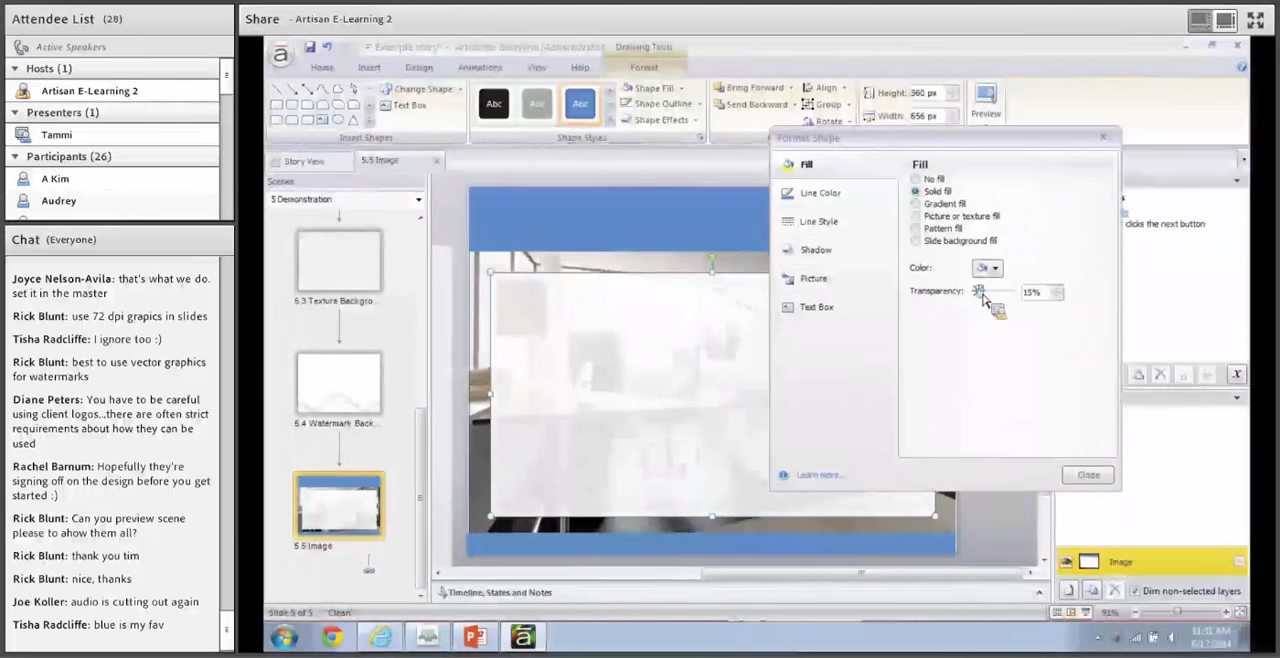 Attendee List (28)
Active Speakers
Hosts (1)
Artisan E-Learning 2
Presenters (1)
Tammi
Participants (26)
A Kim
Audrey
Chat (Everyone)
Joyce Nelson-Avila: that's what we do.
set it in the master
Rick Blunt: use 72 dpi grapics in slides
Tisha Radcliffe: I ignore too :)
Rick Blunt: best to use vector graphics
for watermarks
Diane Peters: You have to be careful
using client logos...there are often strict
requirements about how they can be
used
Rachel Barnum: Hopefully they're
signing off on the design before you get
started :)
Rick Blunt: Can you preview scene
please to ahow them all?
Rick Blunt: thank you tim
Rick Blunt: nice, thanks
Joe Koller: audio is cutting out again
Tisha Radcliffe: blue is my fav
Share - Artisan E-Learning 2
Drawing Tools
Home Insert Design Animations View Help Format
Change Shape
Text Box
Insert Shapes
Abc Abc Abc
Shape Fill
Shape Outline
Shape Effects
Shape Styles
Bring Forward Align
Send Backward Group
Rotate
Height: 360 px
Width: 656 px
Preview
Story View 5.5 Image
Scenes
5 Demonstration
5.3 Texture Backgro...
5.4 Watermark Back...
5.5 Image
Format Shape
Fill
Line Color
Line Style
Shadow
Picture
Text Box
Learn more...
Fill
No fill
Solid fill
Gradient fill
Picture or texture fill
Pattern fill
Slide background fill
Color:
Transparency: 15%
Close
clicks the next button
Timeline, States and Notes
Image
Dim non-selected layers
Slide 5 of 5 "Clean"
91%
11:31 AM